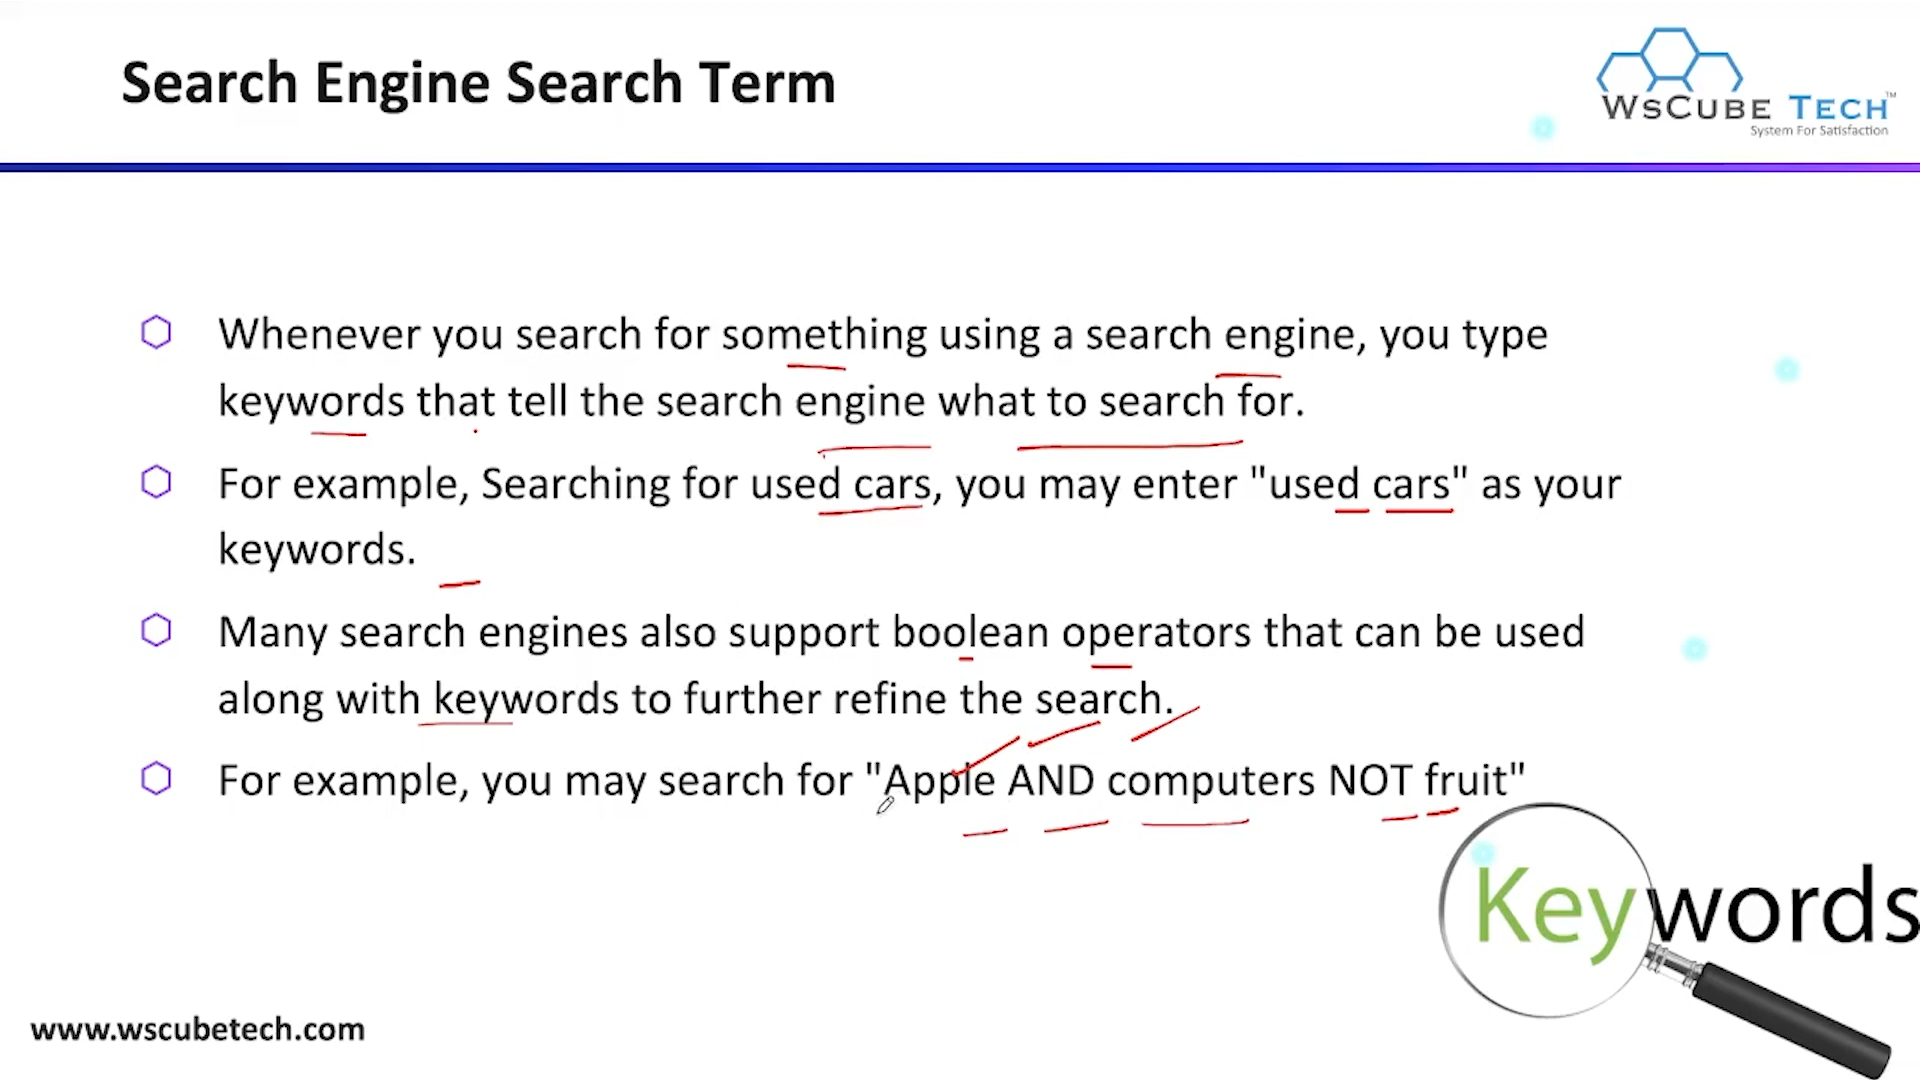 Search Engine Search Term
WsCube Tech™
System For Satisfaction
Whenever you search for something using a search engine, you type
keywords that tell the search engine what to search for.
For example, Searching for used cars, you may enter "used cars" as your
keywords.
Many search engines also support boolean operators that can be used
along with keywords to further refine the search.
For example, you may search for "Apple AND computers NOT fruit"
Keywords
www.wscubetech.com